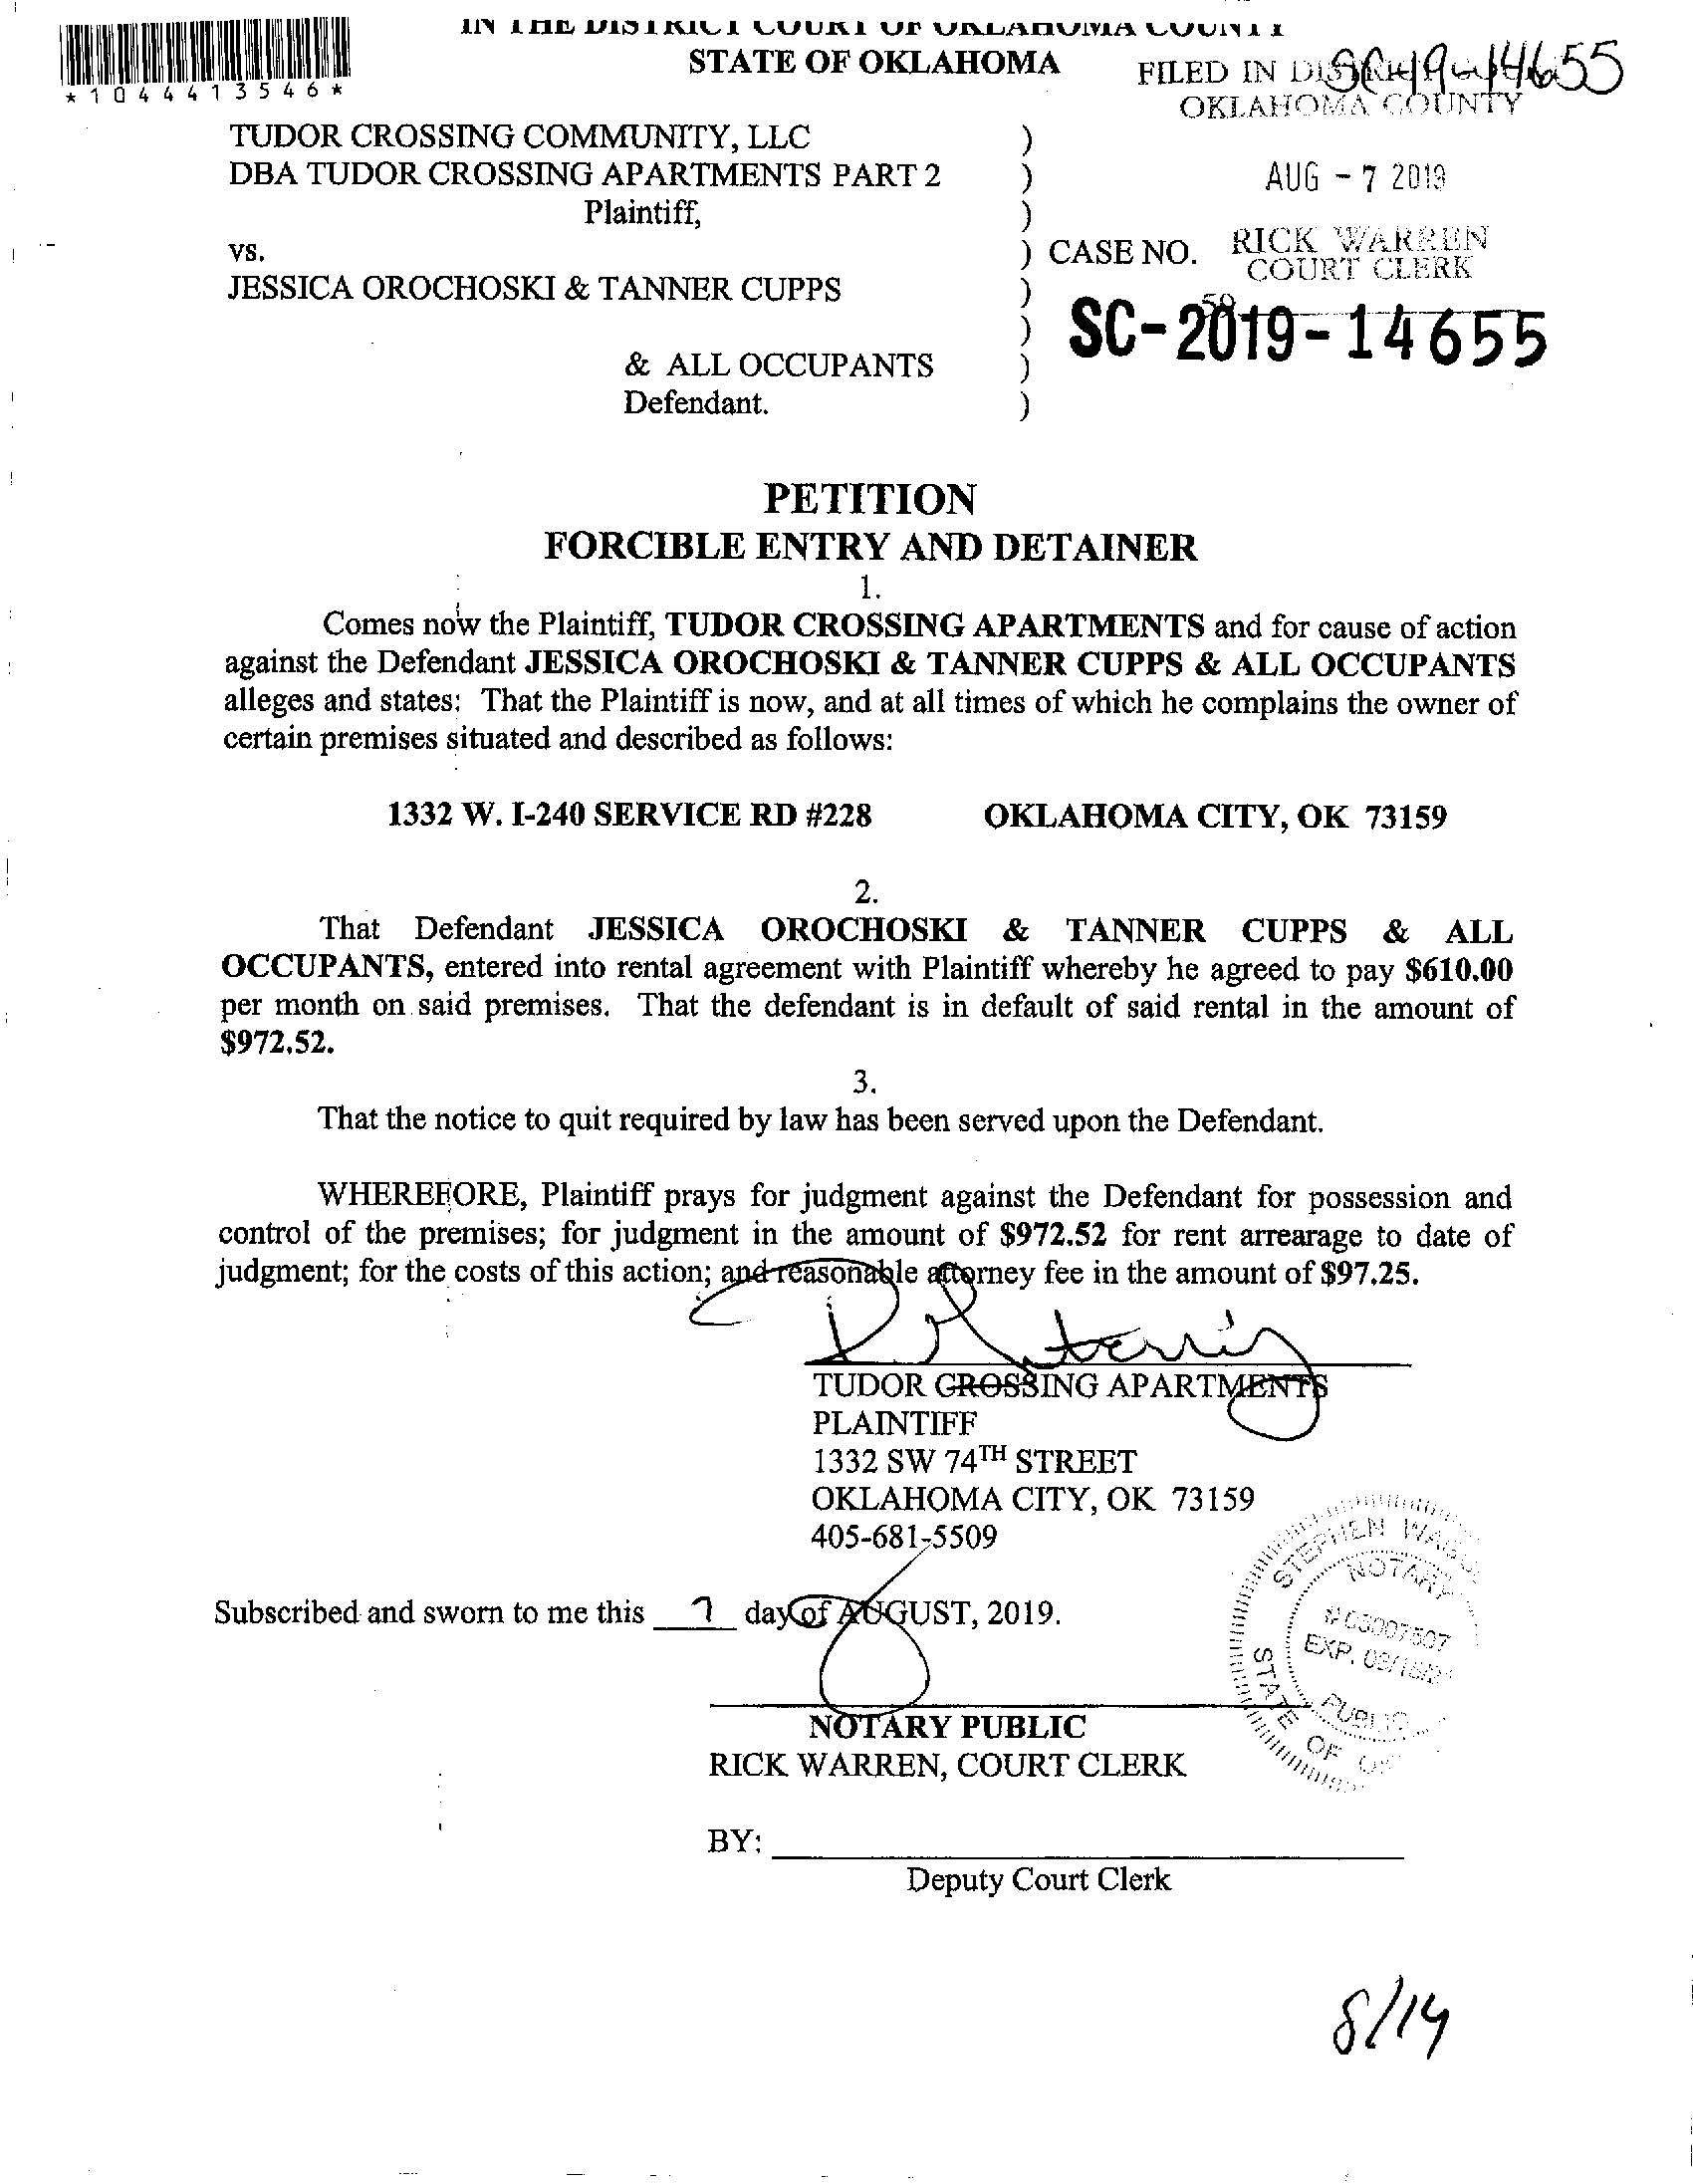 IN THE DISTRICT COURT OF OKLAHOMA COUNTY
STATE OF OKLAHOMA
*1044413546*
SC-19-14655
FILED IN
OKLAHOMA COUNTY
TUDOR CROSSING COMMUNITY, LLC )
DBA TUDOR CROSSING APARTMENTS PART 2 )
AUG - 7 2019
Plaintiff, )
vs. ) CASE NO.
RICK WARREN
COURT CLERK
JESSICA OROCHOSKI & TANNER CUPPS )
)
SC-2019-14655
& ALL OCCUPANTS )
Defendant. )
PETITION
FORCIBLE ENTRY AND DETAINER
1.
Comes now the Plaintiff, TUDOR CROSSING APARTMENTS and for cause of action
against the Defendant JESSICA OROCHOSKI & TANNER CUPPS & ALL OCCUPANTS
alleges and states: That the Plaintiff is now, and at all times of which he complains the owner of
certain premises situated and described as follows:
1332 W. I-240 SERVICE RD #228 OKLAHOMA CITY, OK 73159
2.
That Defendant JESSICA OROCHOSKI & TANNER CUPPS & ALL
OCCUPANTS, entered into rental agreement with Plaintiff whereby he agreed to pay $610.00
per month on said premises. That the defendant is in default of said rental in the amount of
$972.52.
3.
That the notice to quit required by law has been served upon the Defendant.
WHEREFORE, Plaintiff prays for judgment against the Defendant for possession and
control of the premises; for judgment in the amount of $972.52 for rent arrearage to date of
judgment; for the costs of this action; and reasonable attorney fee in the amount of $97.25.
TUDOR CROSSING APARTMENTS
PLAINTIFF
1332 SW 74TH STREET
OKLAHOMA CITY, OK 73159
405-681-5509
STEPHEN
NOTARY
# 03007507
EXP.
PUBLIC
STATE OF
Subscribed and sworn to me this 7 day of AUGUST, 2019.
NOTARY PUBLIC
RICK WARREN, COURT CLERK
BY:
Deputy Court Clerk
8/14